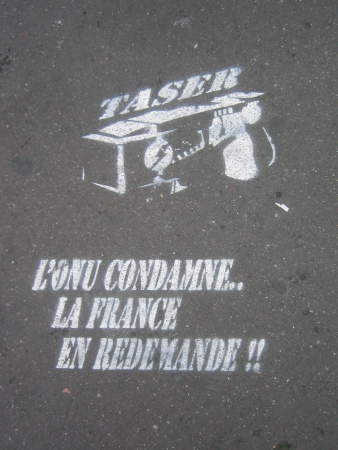 TASER
L'ONU CONDAMNE..
LA FRANCE
EN REDEMANDE !!